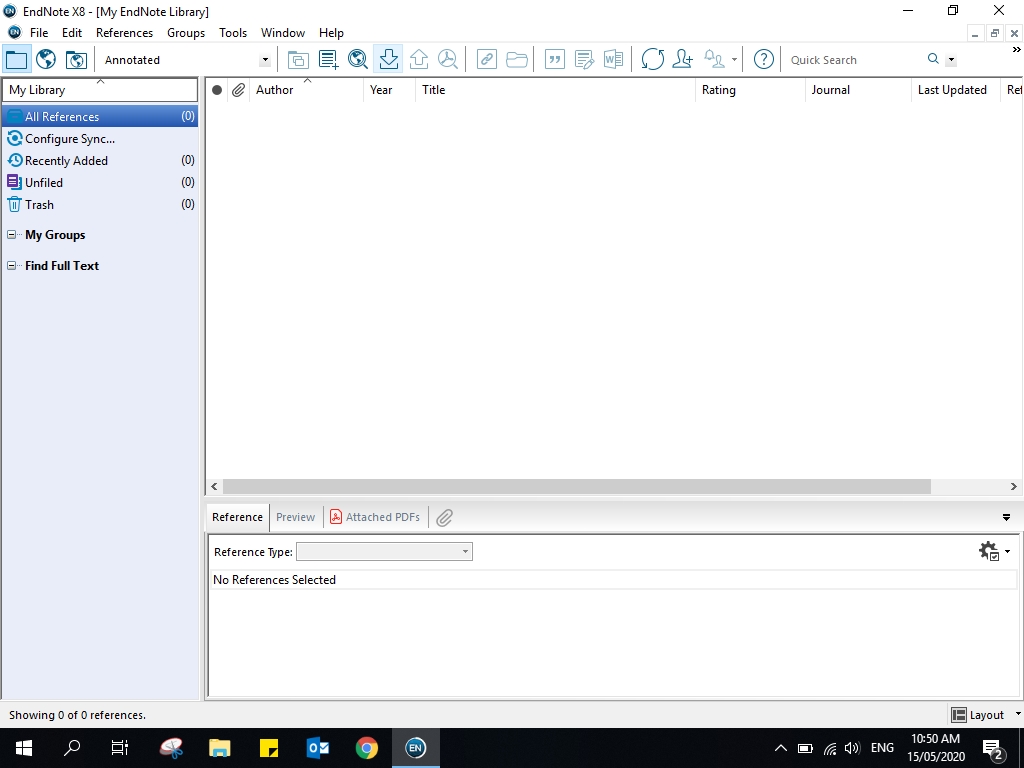 EN EndNote X8 - [My EndNote Library]
EN File Edit References Groups Tools Window Help
Annotated Quick Search
My Library Author Year Title Rating Journal Last Updated Ref
All References (0)
Configure Sync...
Recently Added (0)
Unfiled (0)
Trash (0)
My Groups
Find Full Text
Reference Preview Attached PDFs
Reference Type:
No References Selected
Showing 0 of 0 references. Layout
EN ENG 10:50 AM
15/05/2020 2